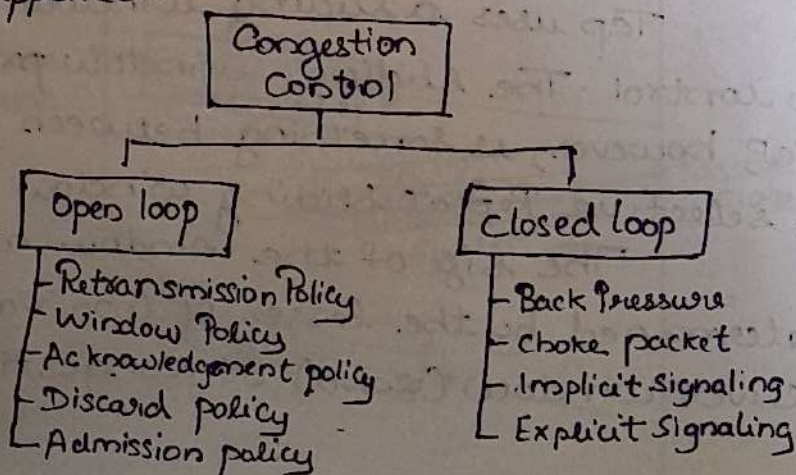 Congestion
Control
Open loop
Closed loop
Retransmission Policy
Window Policy
Acknowledgement policy
Discard policy
Admission policy
Back Pressure
choke packet
Implicit Signaling
Explicit Signaling